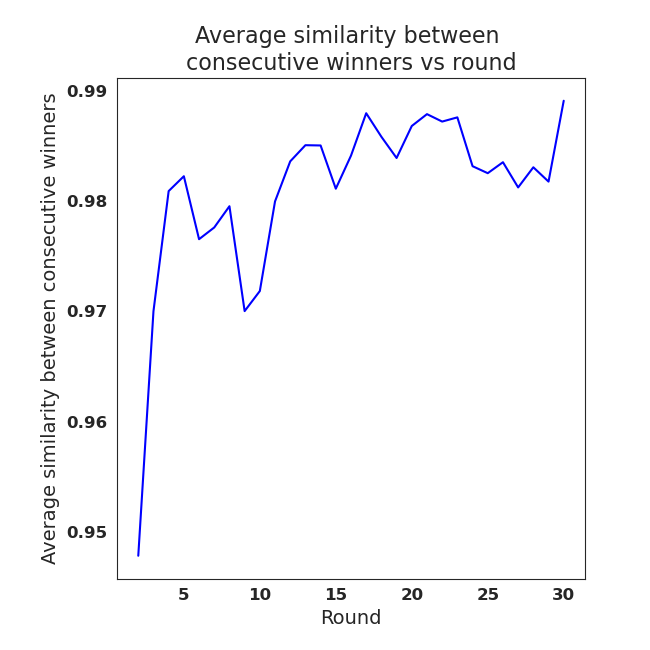 Average similarity between
consecutive winners vs round
Average similarity between consecutive winners
0.99
0.98
0.97
0.96
0.95
5 10 15 20 25 30
Round